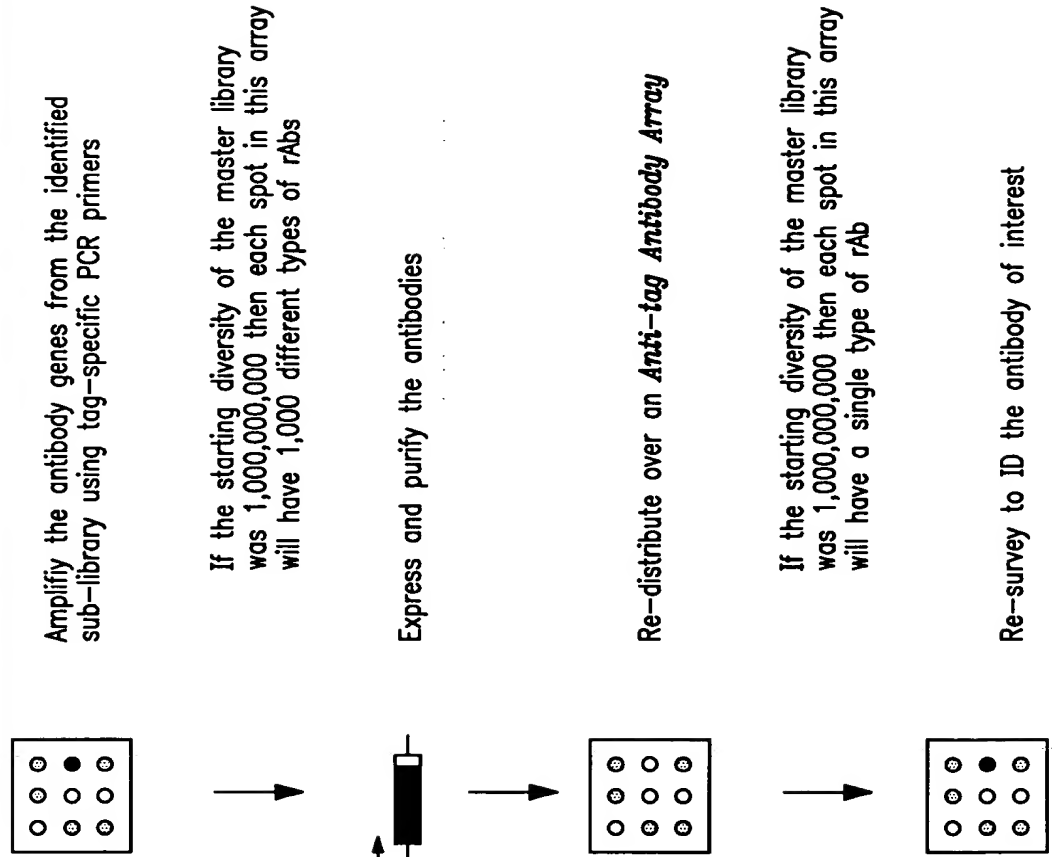 Amplifiy the antibody genes from the identified
sub-library using tag-specific PCR primers
If the starting diversity of the master library
was 1,000,000,000 then each spot in this array
will have 1,000 different types of rAbs
Express and purify the antibodies
Re-distribute over an Anti-tag Antibody Array
If the starting diversity of the master library
was 1,000,000,000 then each spot in this array
will have a single type of rAb
Re-survey to ID the antibody of interest